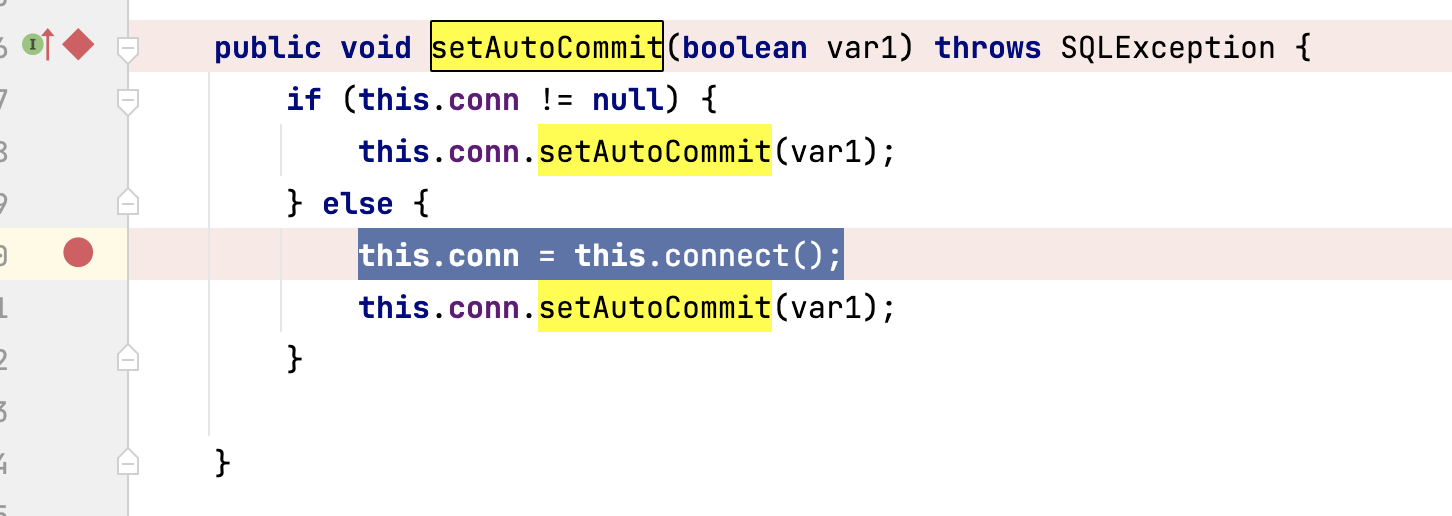 6 I public void setAutoCommit(boolean var1) throws SQLException {
7 if (this.conn != null) {
8 this.conn.setAutoCommit(var1);
9 } else {
0 this.conn = this.connect();
1 this.conn.setAutoCommit(var1);
2 }
3
4 }